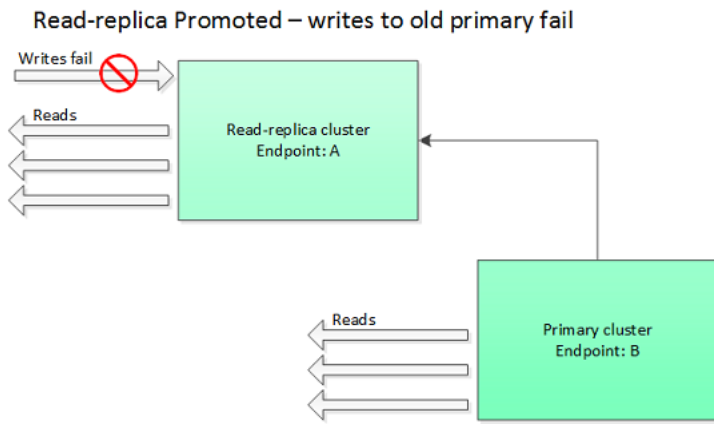 Read-replica Promoted – writes to old primary fail
Writes fail
Reads
Read-replica cluster
Endpoint: A
Reads
Primary cluster
Endpoint: B